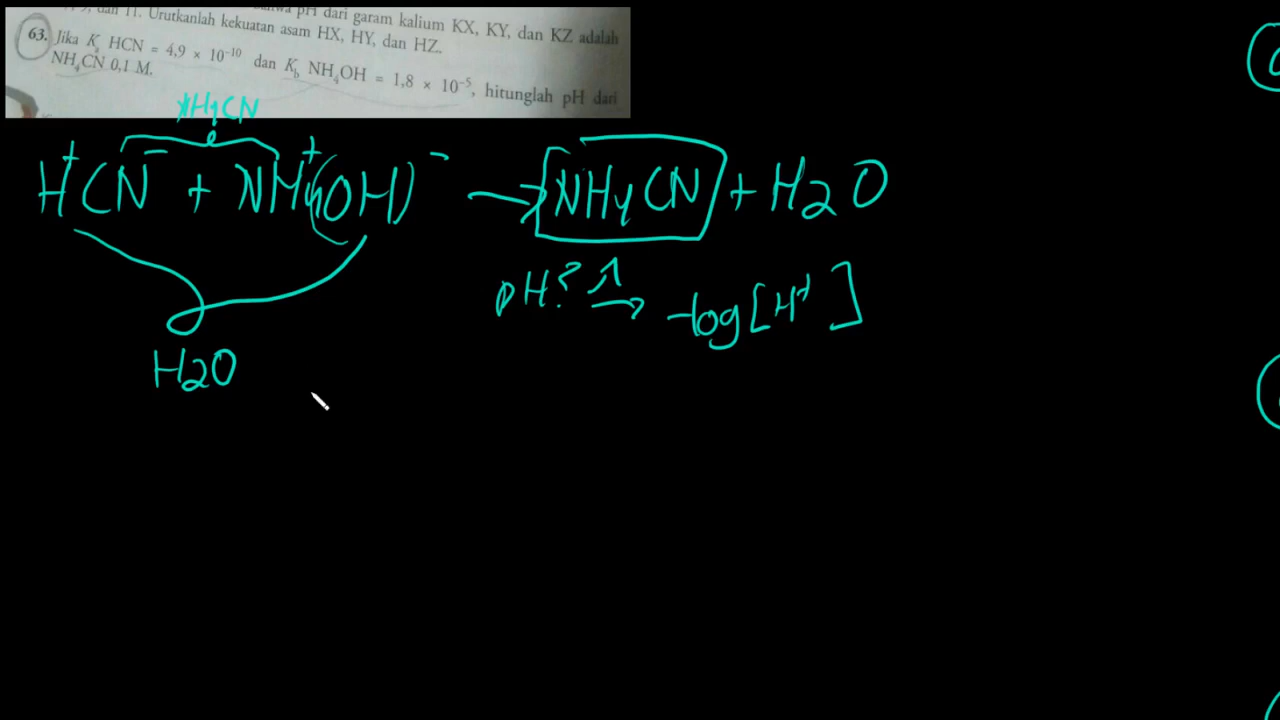 dan 11. Urutkanlah kekuatan asam HX, HY, dan HZ.
pH dari garam kalium KX, KY, dan KZ adalah
63. Jika Ka HCN = 4,9 × 10⁻¹⁰ dan Kb NH₄OH = 1,8 × 10⁻⁵, hitunglah pH dari
NH₄CN 0,1 M.
NH4CN
H⁺CN⁻ + NH4⁺(OH)⁻ → NH4CN + H2O
pH? → -log[H⁺]
H2O